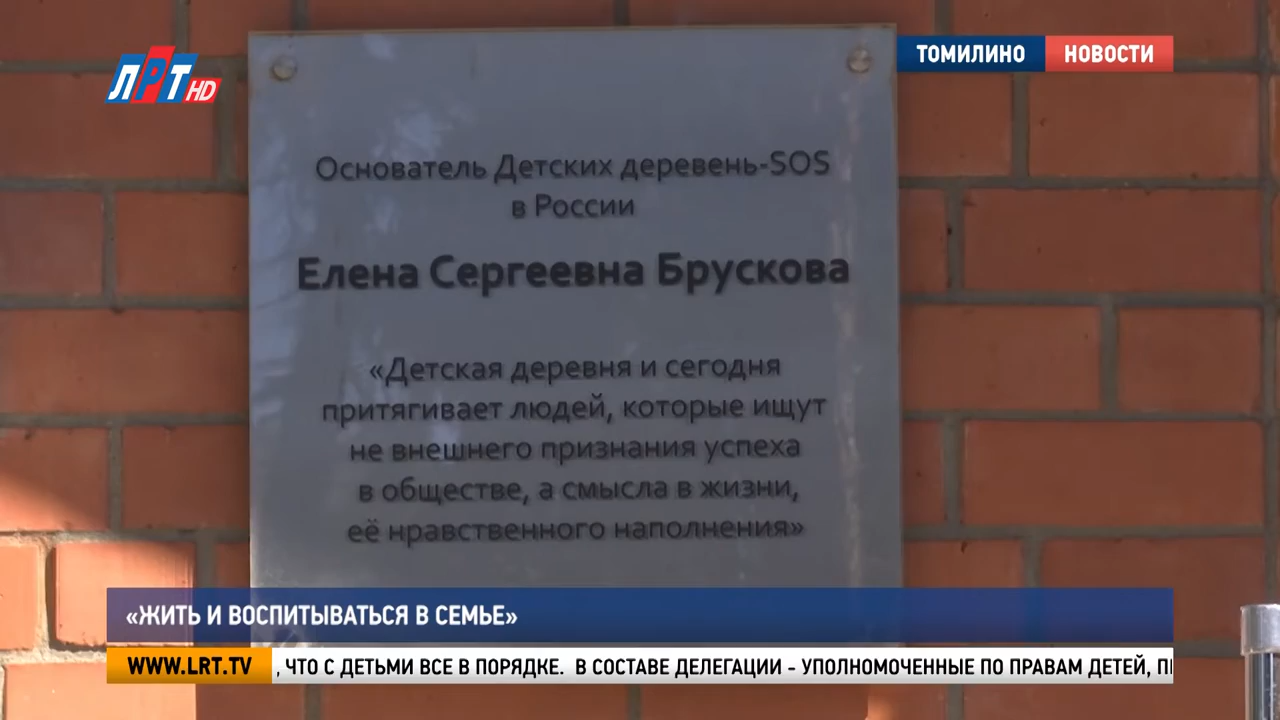 ЛРТ HD
ТОМИЛИНО НОВОСТИ
Основатель Детских деревень-SOS
в России
Елена Сергеевна Брускова
«Детская деревня и сегодня
притягивает людей, которые ищут
не внешнего признания успеха
в обществе, а смысла в жизни,
её нравственного наполнения»
«ЖИТЬ И ВОСПИТЫВАТЬСЯ В СЕМЬЕ»
WWW.LRT.TV , ЧТО С ДЕТЬМИ ВСЕ В ПОРЯДКЕ. В СОСТАВЕ ДЕЛЕГАЦИИ - УПОЛНОМОЧЕННЫЕ ПО ПРАВАМ ДЕТЕЙ,